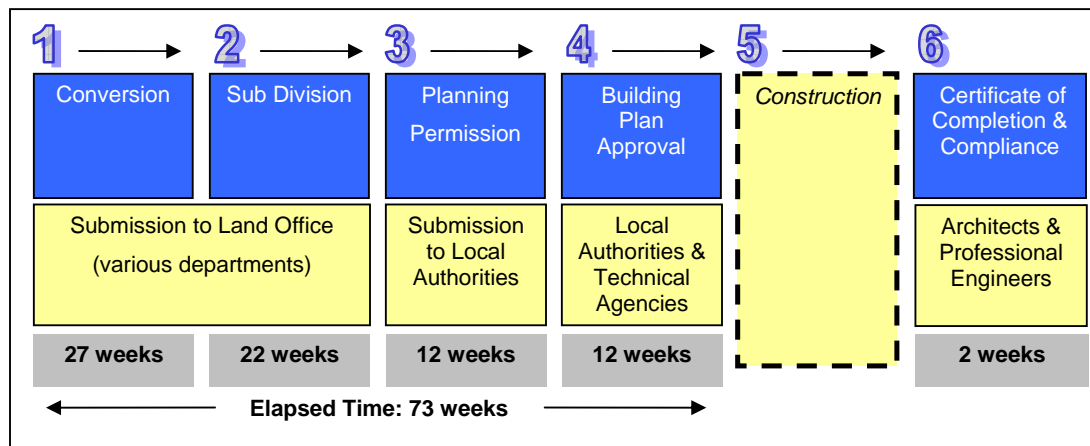 1
2
3
4
5
6
Conversion
Sub Division
Planning
Permission
Building
Plan
Approval
Construction
Certificate of
Completion &
Compliance
Submission to Land Office
(various departments)
Submission
to Local
Authorities
Local
Authorities &
Technical
Agencies
Architects &
Professional
Engineers
27 weeks
22 weeks
12 weeks
12 weeks
2 weeks
Elapsed Time: 73 weeks